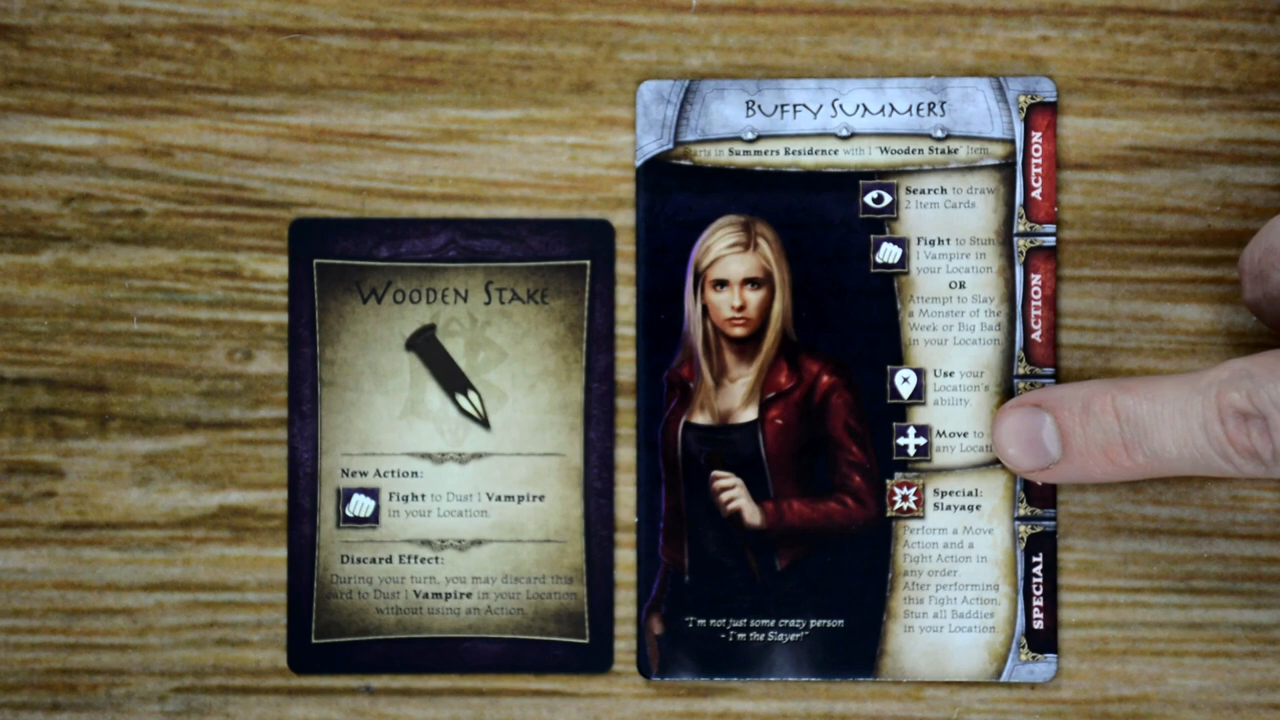 Wooden Stake
New Action:
Fight to Dust 1 Vampire
in your Location.
Discard Effect:
During your turn, you may discard this
card to Dust 1 Vampire in your Location
without using an Action.
Buffy Summers
Starts in Summers Residence with 1 "Wooden Stake" Item.
Search to draw
2 Item Cards.
Fight to Stun
1 Vampire in
your Location.
OR
Attempt to Slay
a Monster of the
Week or Big Bad
in your Location.
Use your
Location's
ability.
Move to
any Locati
Special:
Slayage
Perform a Move
Action and a
Fight Action in
any order.
After performing
this Fight Action,
Stun all Baddies
in your Location.
"I'm not just some crazy person
- I'm the Slayer!"
ACTION
ACTION
SPECIAL